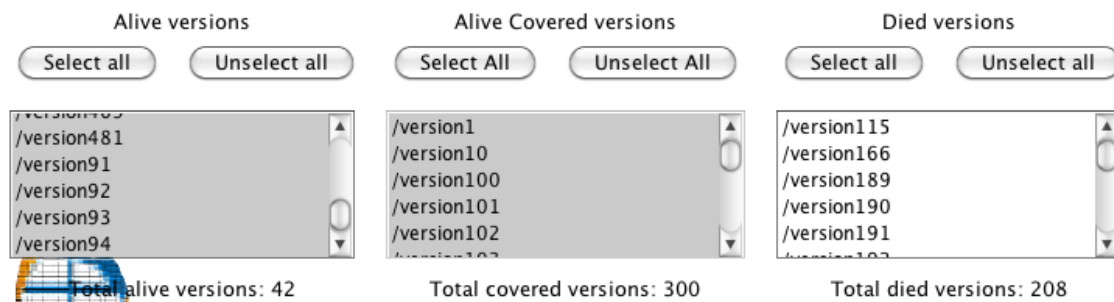 Alive versions
Select all
Unselect all
/version481
/version91
/version92
/version93
/version94
Total alive versions: 42
Alive Covered versions
Select All
Unselect All
/version1
/version10
/version100
/version101
/version102
Total covered versions: 300
Died versions
Select all
Unselect all
/version115
/version166
/version189
/version190
/version191
Total died versions: 208